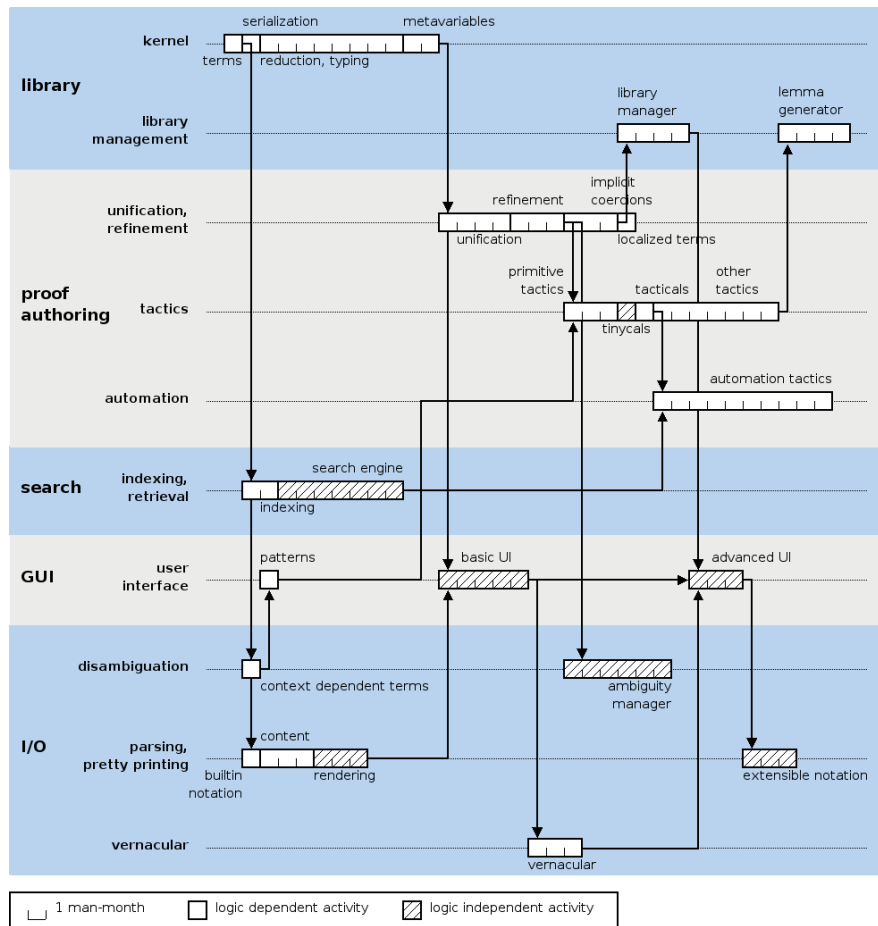 serialization
metavariables
kernel
terms
reduction, typing
library
library
manager
lemma
generator
library
management
implicit
coercions
refinement
unification,
refinement
unification
localized terms
primitive
tactics
tacticals
other
tactics
proof
authoring
tactics
tinycals
automation tactics
automation
search engine
search
indexing,
retrieval
indexing
patterns
basic UI
advanced UI
GUI
user
interface
disambiguation
context dependent terms
ambiguity
manager
content
I/O
parsing,
pretty printing
builtin
notation
rendering
extensible notation
vernacular
vernacular
1 man-month
logic dependent activity
logic independent activity